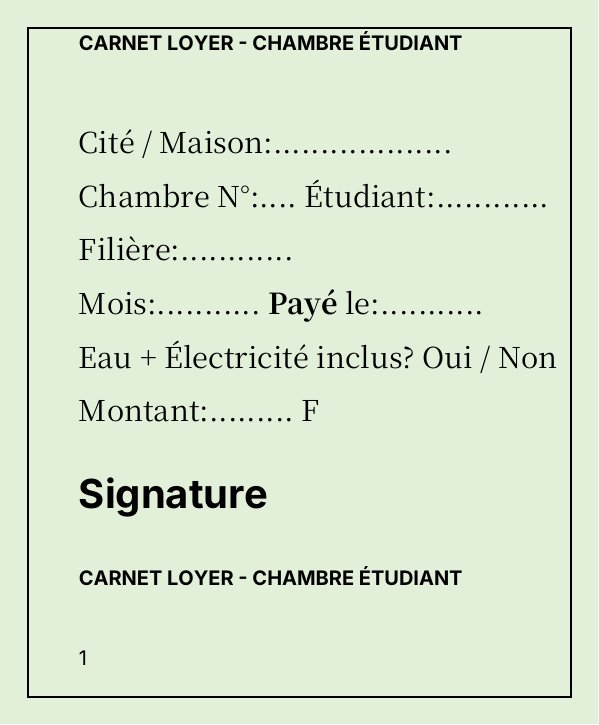 CARNET LOYER - CHAMBRE ÉTUDIANT
Cité / Maison:...................
Chambre N°:.... Étudiant:............
Filière:............
Mois:........... Payé le:...........
Eau + Électricité inclus? Oui / Non
Montant:......... F
Signature
CARNET LOYER - CHAMBRE ÉTUDIANT
1